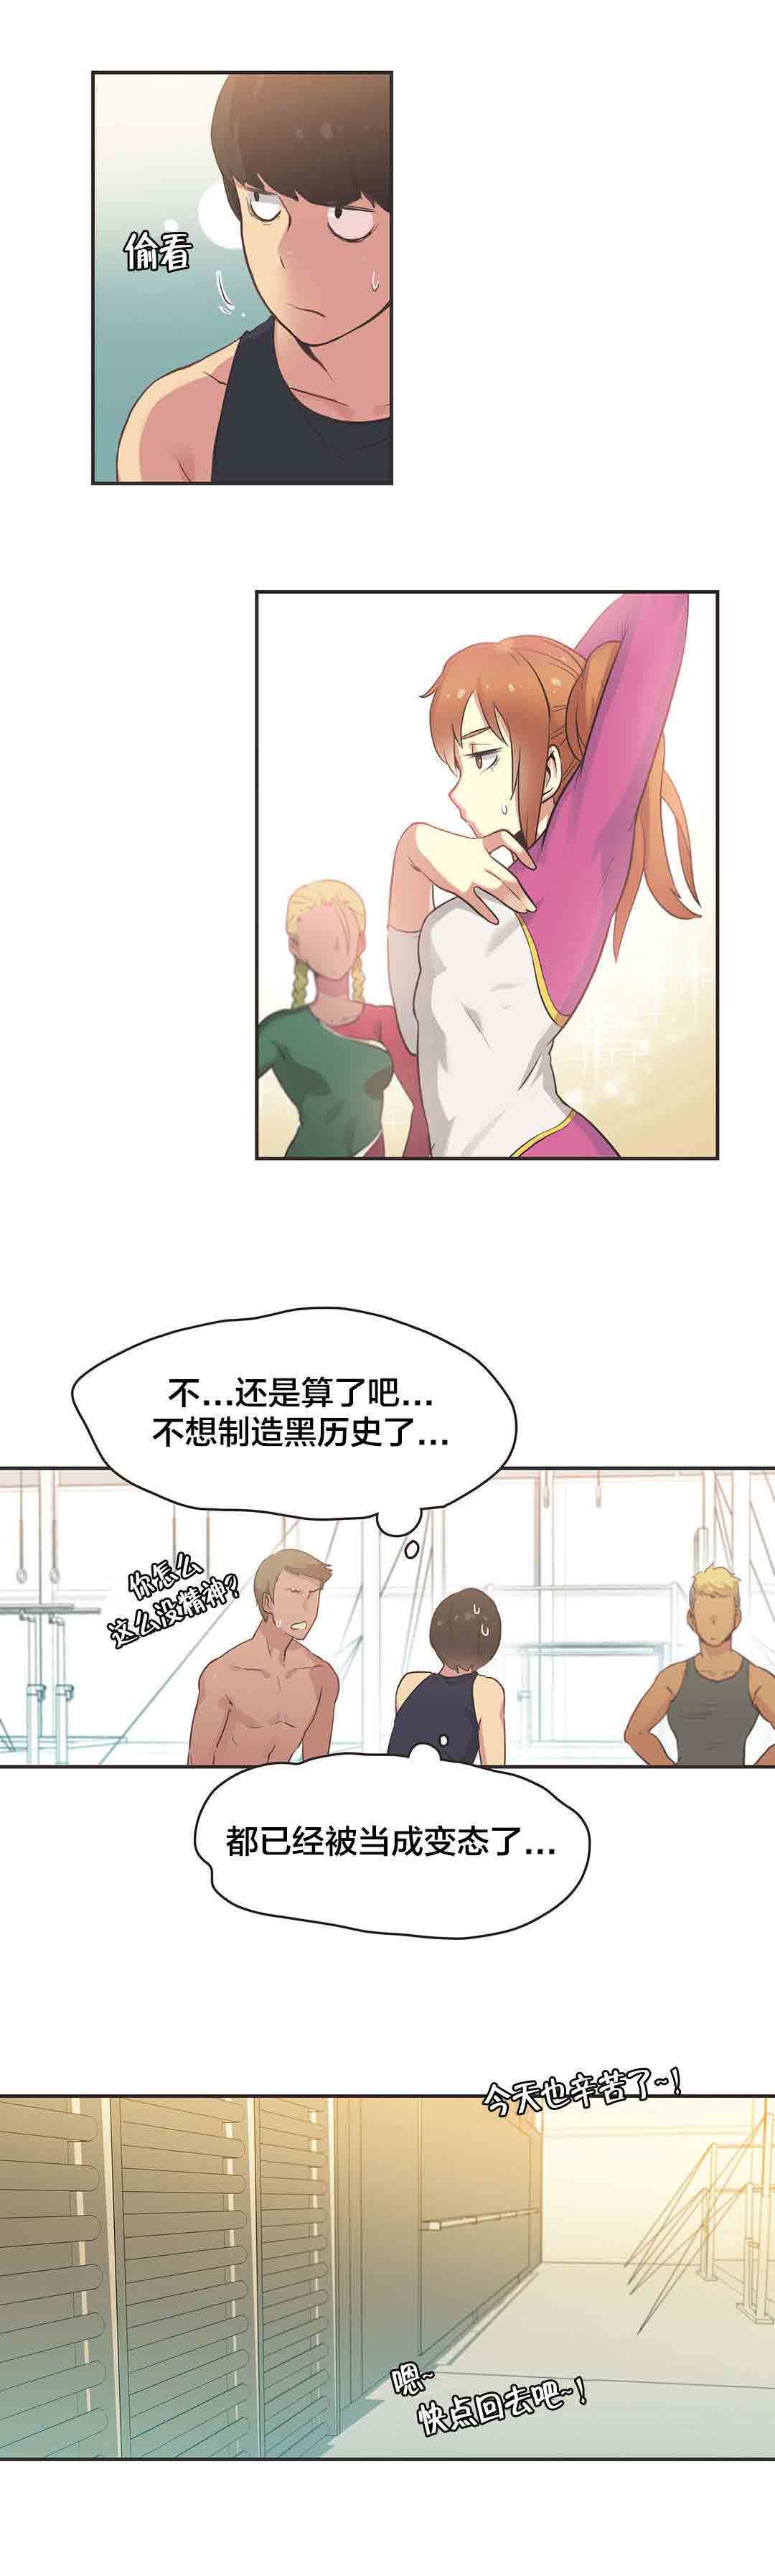 偷看
不…还是算了吧…
不想制造黑历史了…
你怎么
这么没精神?
都已经被当成变态了…
今天也辛苦了~!
嗯~
快点回去吧~!